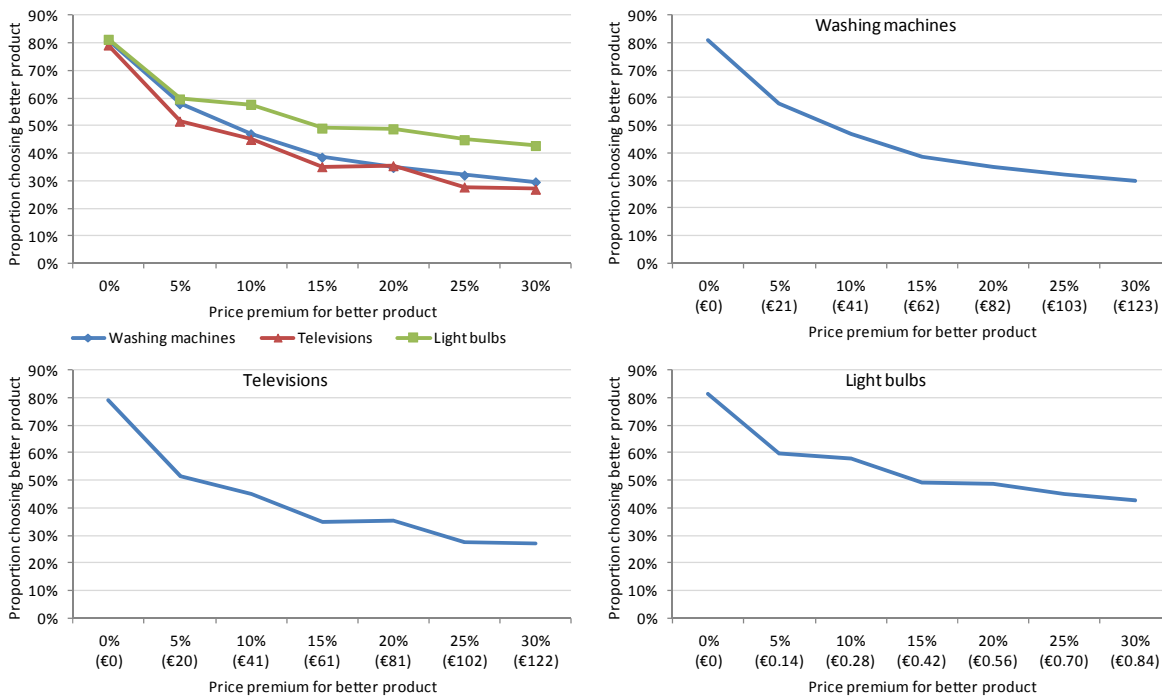 Proportion choosing better product
90%
80%
70%
60%
50%
40%
30%
20%
10%
0%
0% 5% 10% 15% 20% 25% 30%
Price premium for better product
Washing machines Televisions Light bulbs
Washing machines
Proportion choosing better product
90%
80%
70%
60%
50%
40%
30%
20%
10%
0%
0% 5% 10% 15% 20% 25% 30%
(€0) (€21) (€41) (€62) (€82) (€103) (€123)
Price premium for better product
Televisions
Proportion choosing better product
90%
80%
70%
60%
50%
40%
30%
20%
10%
0%
0% 5% 10% 15% 20% 25% 30%
(€0) (€20) (€41) (€61) (€81) (€102) (€122)
Price premium for better product
Light bulbs
Proportion choosing better product
90%
80%
70%
60%
50%
40%
30%
20%
10%
0%
0% 5% 10% 15% 20% 25% 30%
(€0) (€0.14) (€0.28) (€0.42) (€0.56) (€0.70) (€0.84)
Price premium for better product